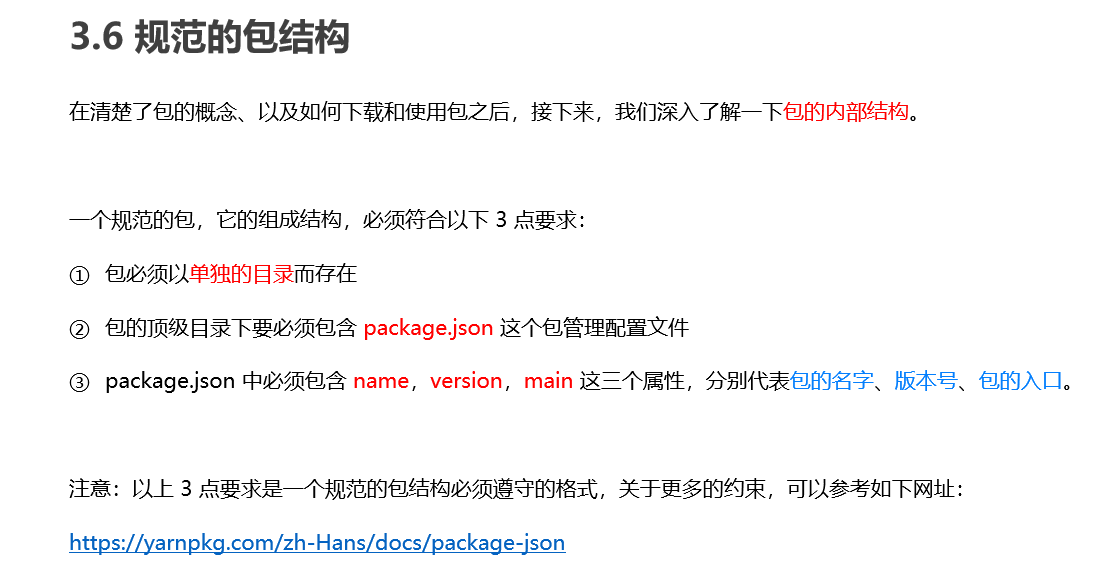 3.6 规范的包结构
在清楚了包的概念、以及如何下载和使用包之后，接下来，我们深入了解一下包的内部结构。
一个规范的包，它的组成结构，必须符合以下 3 点要求：
① 包必须以单独的目录而存在
② 包的顶级目录下要必须包含 package.json 这个包管理配置文件
③ package.json 中必须包含 name，version，main 这三个属性，分别代表包的名字、版本号、包的入口。
注意：以上 3 点要求是一个规范的包结构必须遵守的格式，关于更多的约束，可以参考如下网址：
https://yarnpkg.com/zh-Hans/docs/package-json